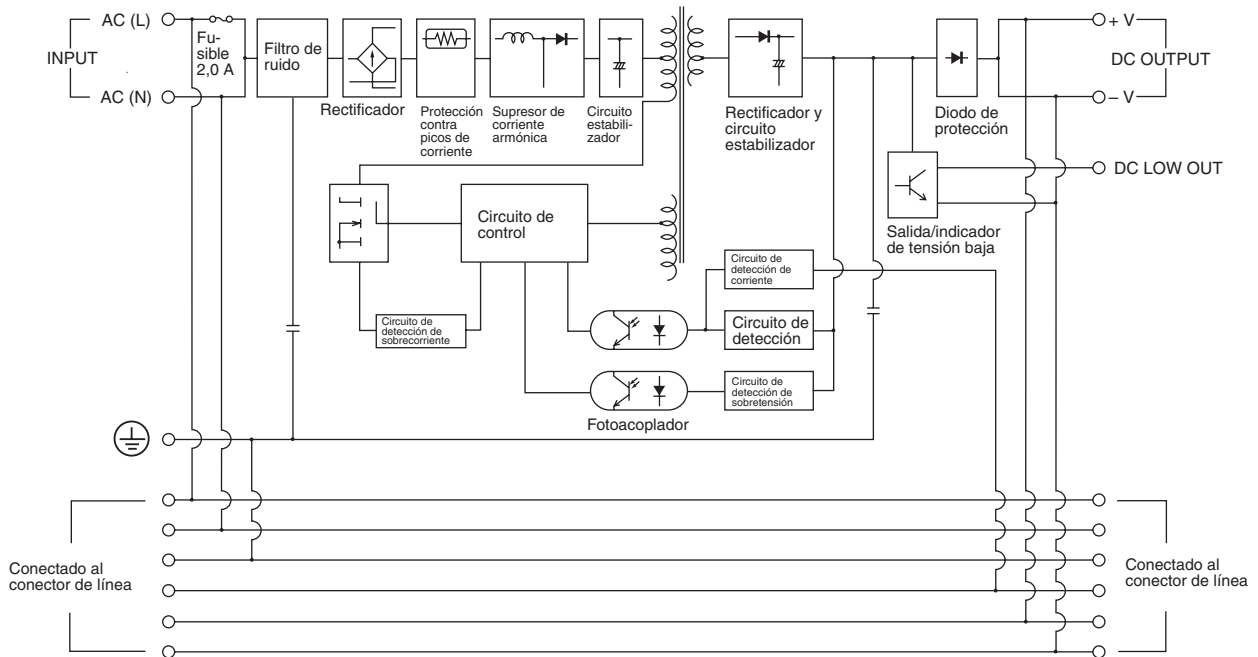 AC (L)
INPUT
AC (N)
Fu-
sible
2,0 A
Filtro de
ruido
Rectificador
Protección
contra
picos de
corriente
Supresor de
corriente
armónica
Circuito
estabili-
zador
Rectificador y
circuito
estabilizador
Diodo de
protección
+ V
DC OUTPUT
– V
DC LOW OUT
Salida/indicador
de tensión baja
Circuito de
control
Circuito de
detección de
sobrecorriente
Circuito de
detección de
corriente
Circuito de
detección
Circuito de
detección de
sobretensión
Fotoacoplador
Conectado al
conector de línea
Conectado al
conector de línea